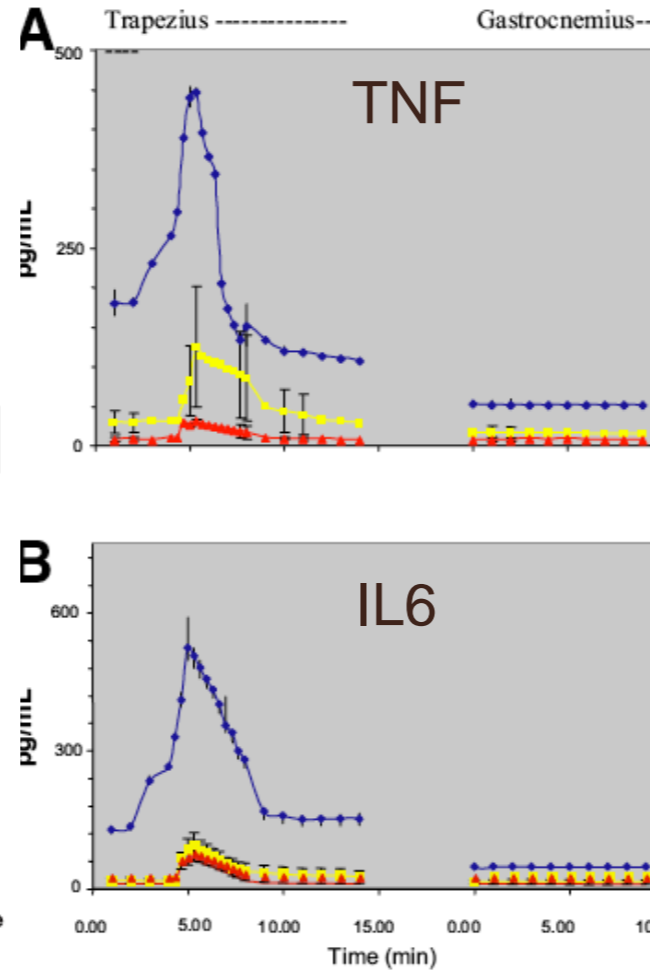 A
Trapezius --------------- Gastrocnemius--
----
500
TNF
pg/mL
250
0
B
600
IL6
pg/mL
300
0
0.00 5.00 10.00 15.00 0.00 5.00 10
Time (min)